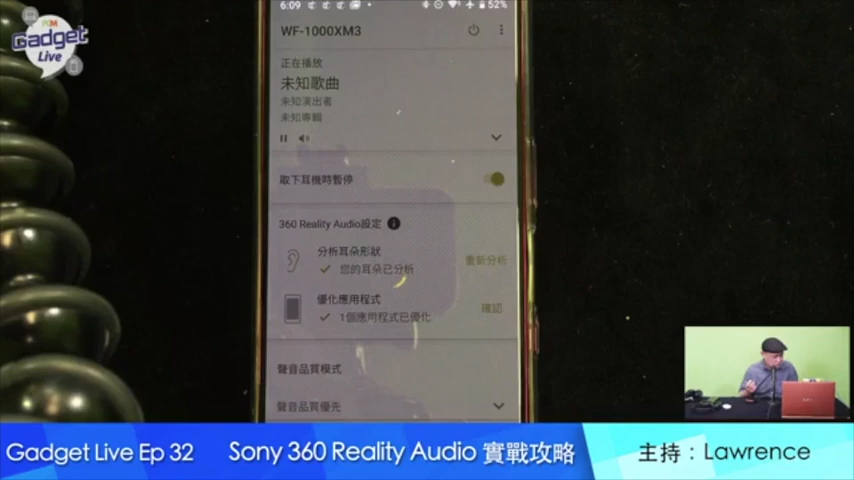 PCM
Gadget
Live
6:09
52%
WF-1000XM3
正在播放
未知歌曲
未知演出者
未知專輯
取下耳機時暫停
360 Reality Audio設定
分析耳朵形狀
您的耳朵已分析
重新分析
優化應用程式
1個應用程式已優化
確認
聲音品質模式
聲音品質優先
Gadget Live Ep 32
Sony 360 Reality Audio 實戰攻略
主持：Lawrence